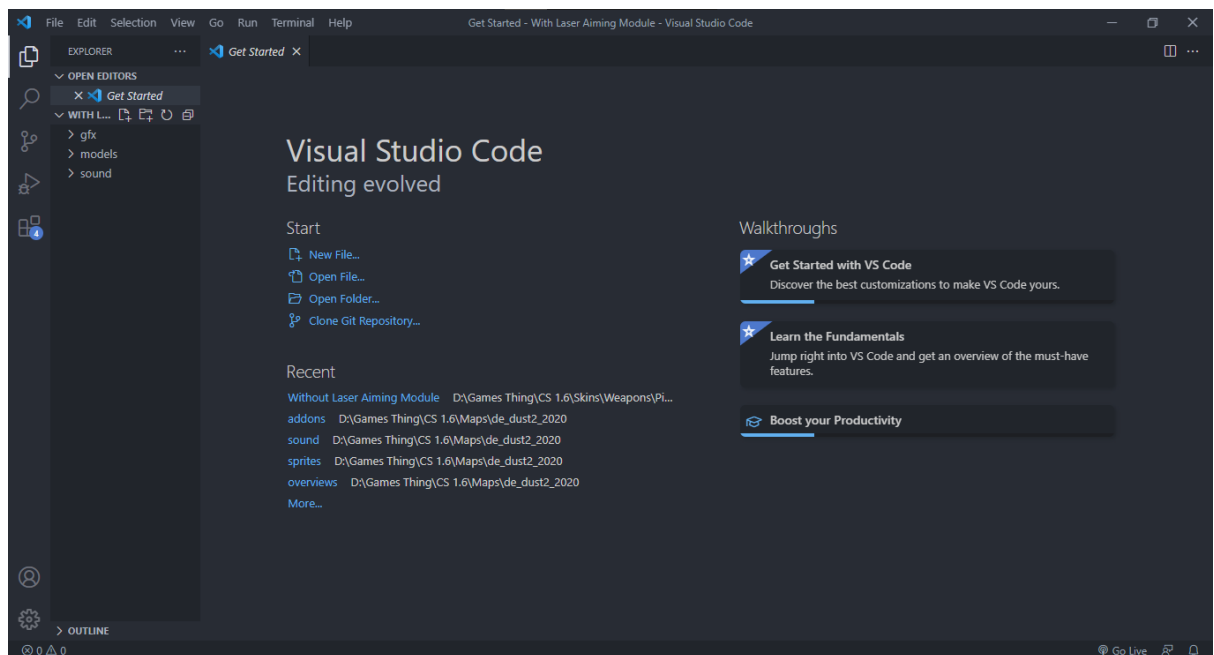 File Edit Selection View Go Run Terminal Help Get Started - With Laser Aiming Module - Visual Studio Code
EXPLORER ...
Get Started
OPEN EDITORS
Get Started
WITH L...
gfx
models
sound
4
Visual Studio Code
Editing evolved
Start
New File...
Open File...
Open Folder...
Clone Git Repository...
Recent
Without Laser Aiming Module D:\Games Thing\CS 1.6\Skins\Weapons\Pi...
addons D:\Games Thing\CS 1.6\Maps\de_dust2_2020
sound D:\Games Thing\CS 1.6\Maps\de_dust2_2020
sprites D:\Games Thing\CS 1.6\Maps\de_dust2_2020
overviews D:\Games Thing\CS 1.6\Maps\de_dust2_2020
More...
Walkthroughs
Get Started with VS Code
Discover the best customizations to make VS Code yours.
Learn the Fundamentals
Jump right into VS Code and get an overview of the must-have
features.
Boost your Productivity
OUTLINE
0 0
Go Live